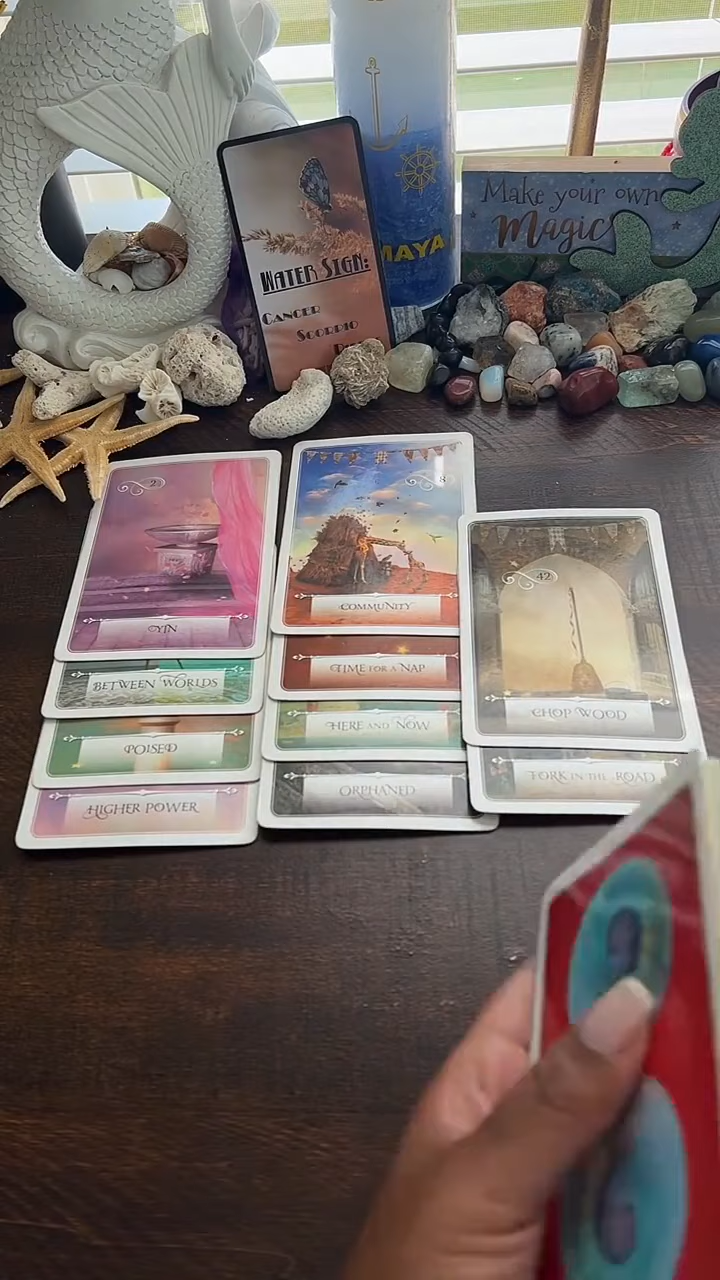 Make your own
Magic
MAYA
WATER SIGN:
CANCER
SCORPIO
8
COMMUNITY
YIN
42
CHOP WOOD
TIME FOR A NAP
BETWEEN WORLDS
HERE AND NOW
POISED
FORK IN THE ROAD
ORPHANED
HIGHER POWER